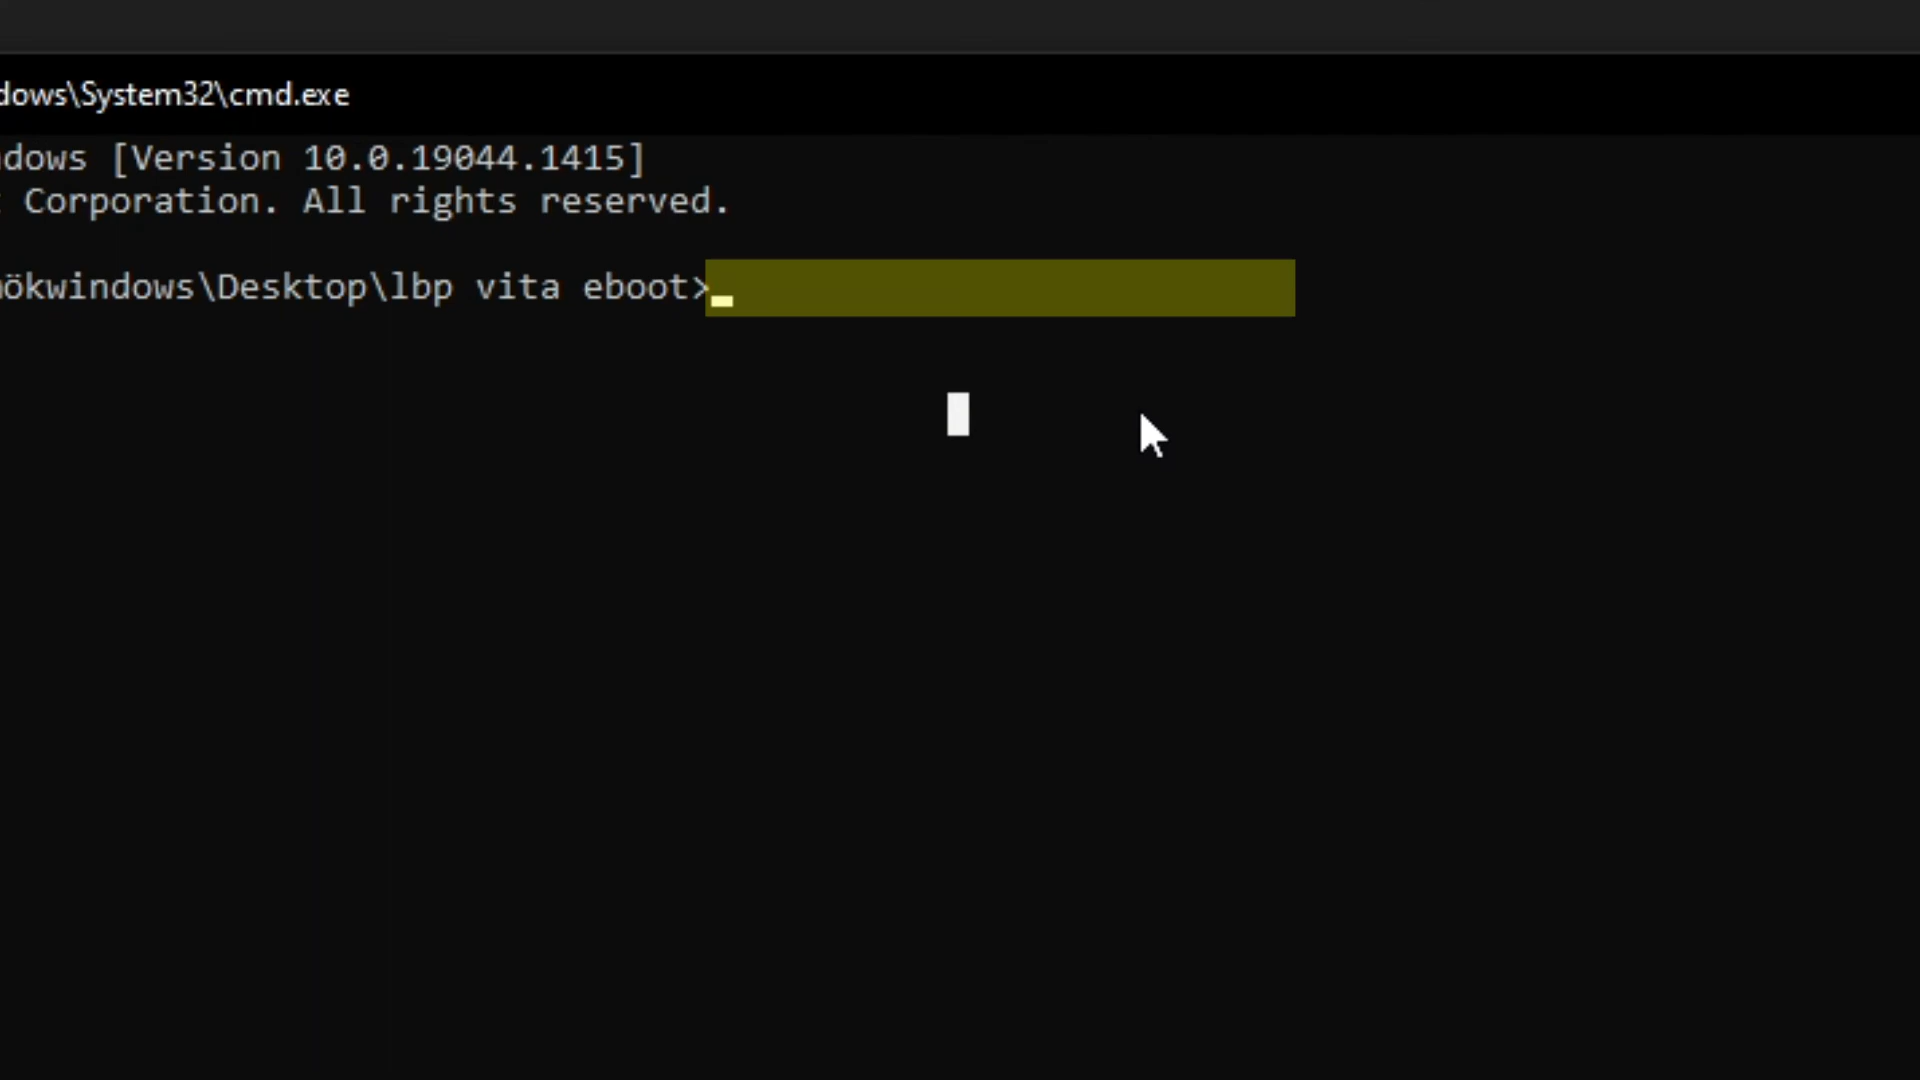 dows\System32\cmd.exe
dows [Version 10.0.19044.1415]
Corporation. All rights reserved.
ökwindows\Desktop\lbp vita eboot>